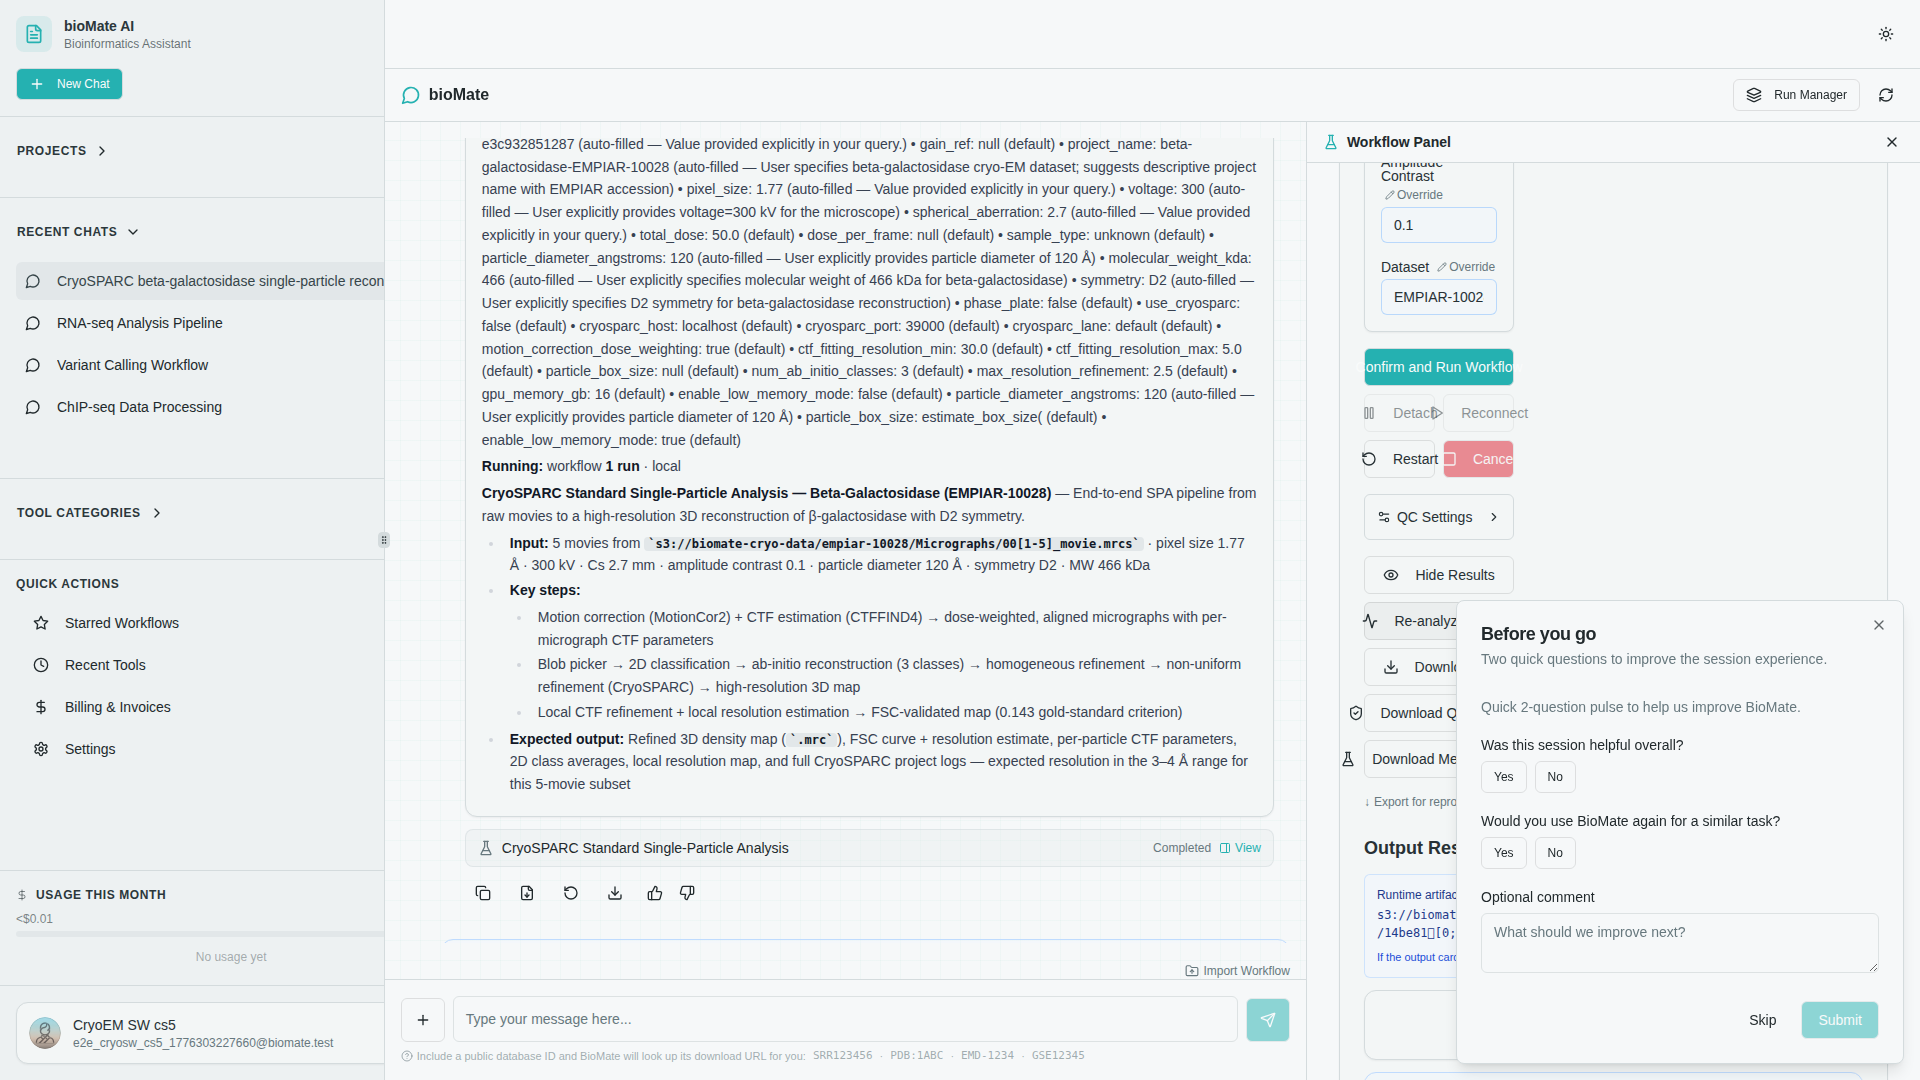 bioMate AI
Bioinformatics Assistant
New Chat
PROJECTS
RECENT CHATS
CryoSPARC beta-galactosidase single-particle recon
RNA-seq Analysis Pipeline
Variant Calling Workflow
ChIP-seq Data Processing
TOOL CATEGORIES
QUICK ACTIONS
Starred Workflows
Recent Tools
Billing & Invoices
Settings
USAGE THIS MONTH
<$0.01
No usage yet
CryoEM SW cs5
e2e_cryosw_cs5_1776303227660@biomate.test
bioMate
Run Manager
e3c932851287 (auto-filled — Value provided explicitly in your query.) • gain_ref: null (default) • project_name: beta-
galactosidase-EMPIAR-10028 (auto-filled — User specifies beta-galactosidase cryo-EM dataset; suggests descriptive project
name with EMPIAR accession) • pixel_size: 1.77 (auto-filled — Value provided explicitly in your query.) • voltage: 300 (auto-
filled — User explicitly provides voltage=300 kV for the microscope) • spherical_aberration: 2.7 (auto-filled — Value provided
explicitly in your query.) • total_dose: 50.0 (default) • dose_per_frame: null (default) • sample_type: unknown (default) •
particle_diameter_angstroms: 120 (auto-filled — User explicitly provides particle diameter of 120 Å) • molecular_weight_kda:
466 (auto-filled — User explicitly specifies molecular weight of 466 kDa for beta-galactosidase) • symmetry: D2 (auto-filled —
User explicitly specifies D2 symmetry for beta-galactosidase reconstruction) • phase_plate: false (default) • use_cryosparc:
false (default) • cryosparc_host: localhost (default) • cryosparc_port: 39000 (default) • cryosparc_lane: default (default) •
motion_correction_dose_weighting: true (default) • ctf_fitting_resolution_min: 30.0 (default) • ctf_fitting_resolution_max: 5.0
(default) • particle_box_size: null (default) • num_ab_initio_classes: 3 (default) • max_resolution_refinement: 2.5 (default) •
gpu_memory_gb: 16 (default) • enable_low_memory_mode: false (default) • particle_diameter_angstroms: 120 (auto-filled —
User explicitly provides particle diameter of 120 Å) • particle_box_size: estimate_box_size( (default) •
enable_low_memory_mode: true (default)
Running: workflow 1 run · local
CryoSPARC Standard Single-Particle Analysis — Beta-Galactosidase (EMPIAR-10028) — End-to-end SPA pipeline from
raw movies to a high-resolution 3D reconstruction of β-galactosidase with D2 symmetry.
Input: 5 movies from `s3://biomate-cryo-data/empiar-10028/Micrographs/00[1-5]_movie.mrcs` · pixel size 1.77
Å · 300 kV · Cs 2.7 mm · amplitude contrast 0.1 · particle diameter 120 Å · symmetry D2 · MW 466 kDa
Key steps:
Motion correction (MotionCor2) + CTF estimation (CTFFIND4) → dose-weighted, aligned micrographs with per-
micrograph CTF parameters
Blob picker → 2D classification → ab-initio reconstruction (3 classes) → homogeneous refinement → non-uniform
refinement (CryoSPARC) → high-resolution 3D map
Local CTF refinement + local resolution estimation → FSC-validated map (0.143 gold-standard criterion)
Expected output: Refined 3D density map (`.mrc`), FSC curve + resolution estimate, per-particle CTF parameters,
2D class averages, local resolution map, and full CryoSPARC project logs — expected resolution in the 3–4 Å range for
this 5-movie subset
CryoSPARC Standard Single-Particle Analysis
Completed
View
Import Workflow
Type your message here...
Include a public database ID and BioMate will look up its download URL for you: SRR123456 · PDB:1ABC · EMD-1234 · GSE12345
Workflow Panel
Amplitude
Contrast
Override
0.1
Dataset
Override
EMPIAR-1002
Confirm and Run Workflow
Detach
Reconnect
Restart
Cance
QC Settings
Hide Results
Re-analyz
Downlo
Download Q
Download Me
↓ Export for repro
Output Res
Runtime artifac
s3://biomat
/14be81▯[0;
If the output card
Before you go
Two quick questions to improve the session experience.
Quick 2-question pulse to help us improve BioMate.
Was this session helpful overall?
Yes
No
Would you use BioMate again for a similar task?
Yes
No
Optional comment
What should we improve next?
Skip
Submit